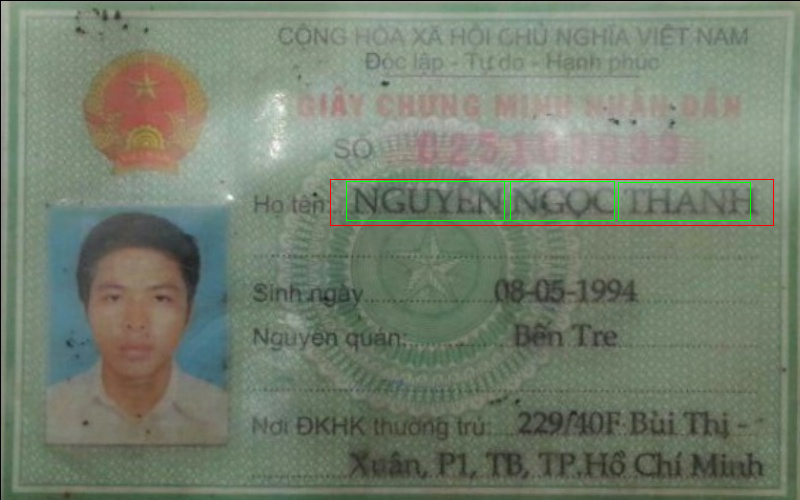 CỘNG HÒA XÃ HỘI CHỦ NGHĨA VIỆT NAM
Độc lập - Tự do - Hạnh phúc
GIẤY CHỨNG MINH NHÂN DÂN
SỐ
Họ tên: NGUYỄN NGỌC THANH
Sinh ngày 08-05-1994
Nguyên quán: Bến Tre
Nơi ĐKHK thường trú: 229/40F Bùi Thị -
Xuân, P1, TB, TP.Hồ Chí Minh